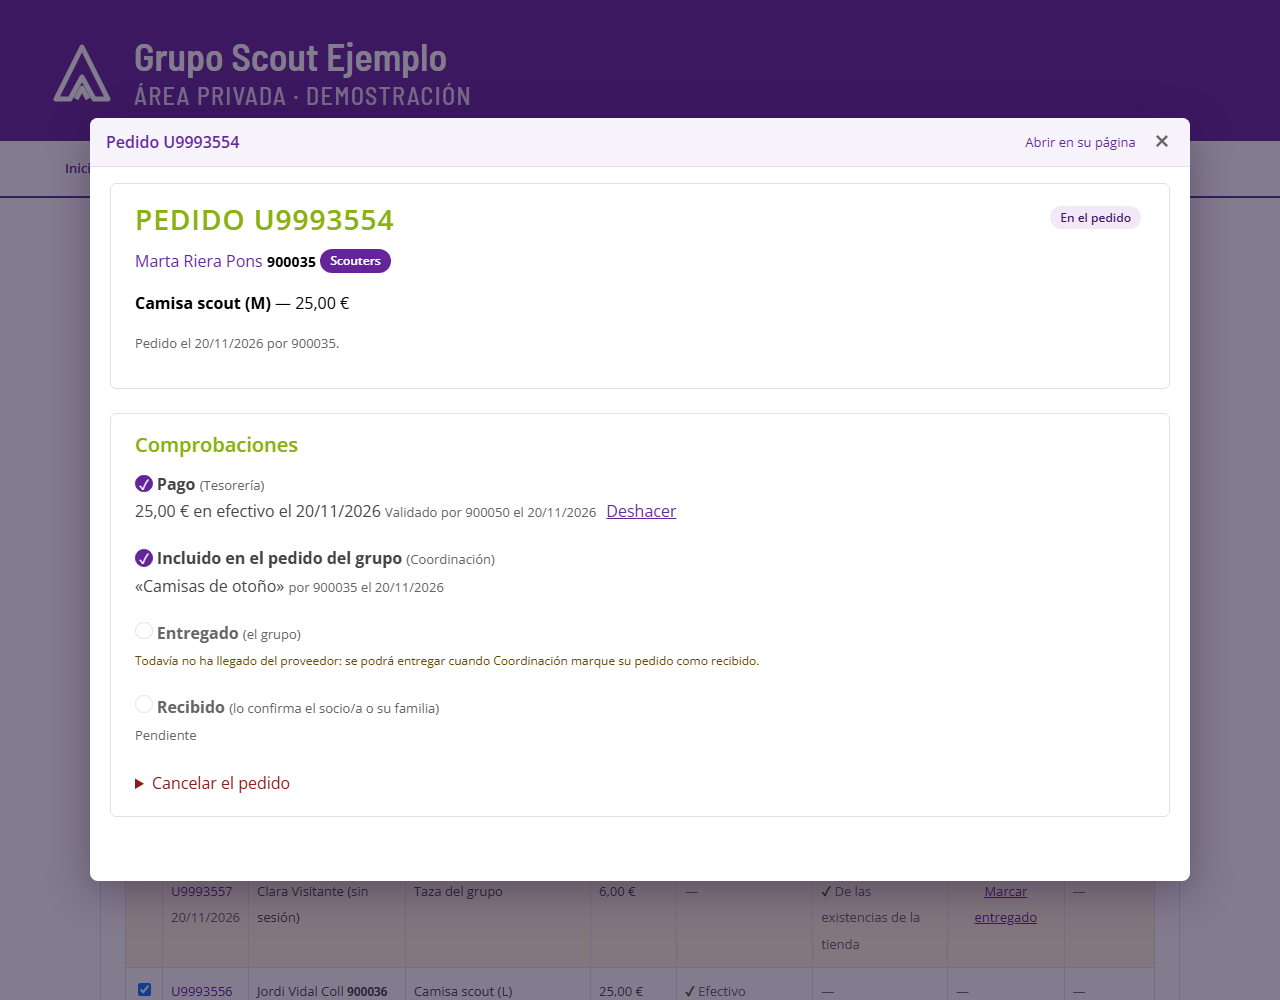 Grupo Scout Ejemplo
ÁREA PRIVADA · DEMOSTRACIÓN
Pedido U9993554
Abrir en su página
×
Inici
PEDIDO U9993554
En el pedido
Marta Riera Pons 900035 Scouters
Camisa scout (M) — 25,00 €
Pedido el 20/11/2026 por 900035.
Comprobaciones
Pago (Tesorería)
25,00 € en efectivo el 20/11/2026 Validado por 900050 el 20/11/2026 Deshacer
Incluido en el pedido del grupo (Coordinación)
«Camisas de otoño» por 900035 el 20/11/2026
Entregado (el grupo)
Todavía no ha llegado del proveedor: se podrá entregar cuando Coordinación marque su pedido como recibido.
Recibido (lo confirma el socio/a o su familia)
Pendiente
▶ Cancelar el pedido
U9993557 Clara Visitante (sin Taza del grupo 6,00 € — ✓ De las Marcar —
20/11/2026 sesión) existencias de la entregado
tienda
U9993556 Jordi Vidal Coll 900036 Camisa scout (L) 25,00 € ✓ Efectivo — — —